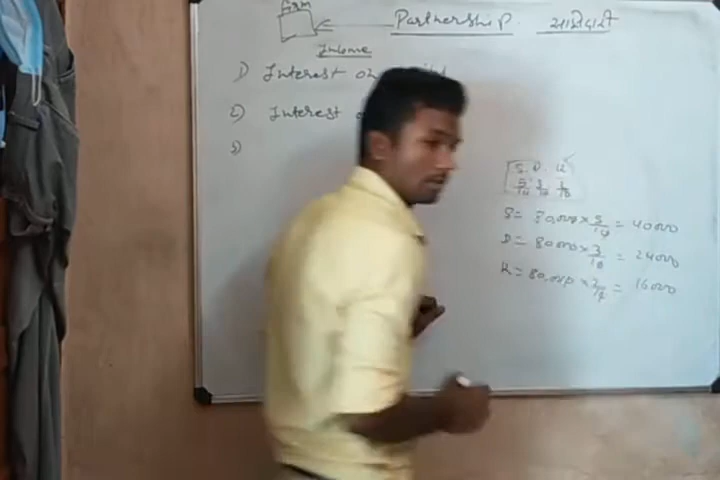 Firm
Partnership. साझेदारी
Income
1) Interest on
2) Interest o
3)
S. D. K
5/10 3/10 2/10
S = 80,000 × 5/10 = 40000
D = 80000 × 3/10 = 24000
K = 80,000 × 2/10 = 16000